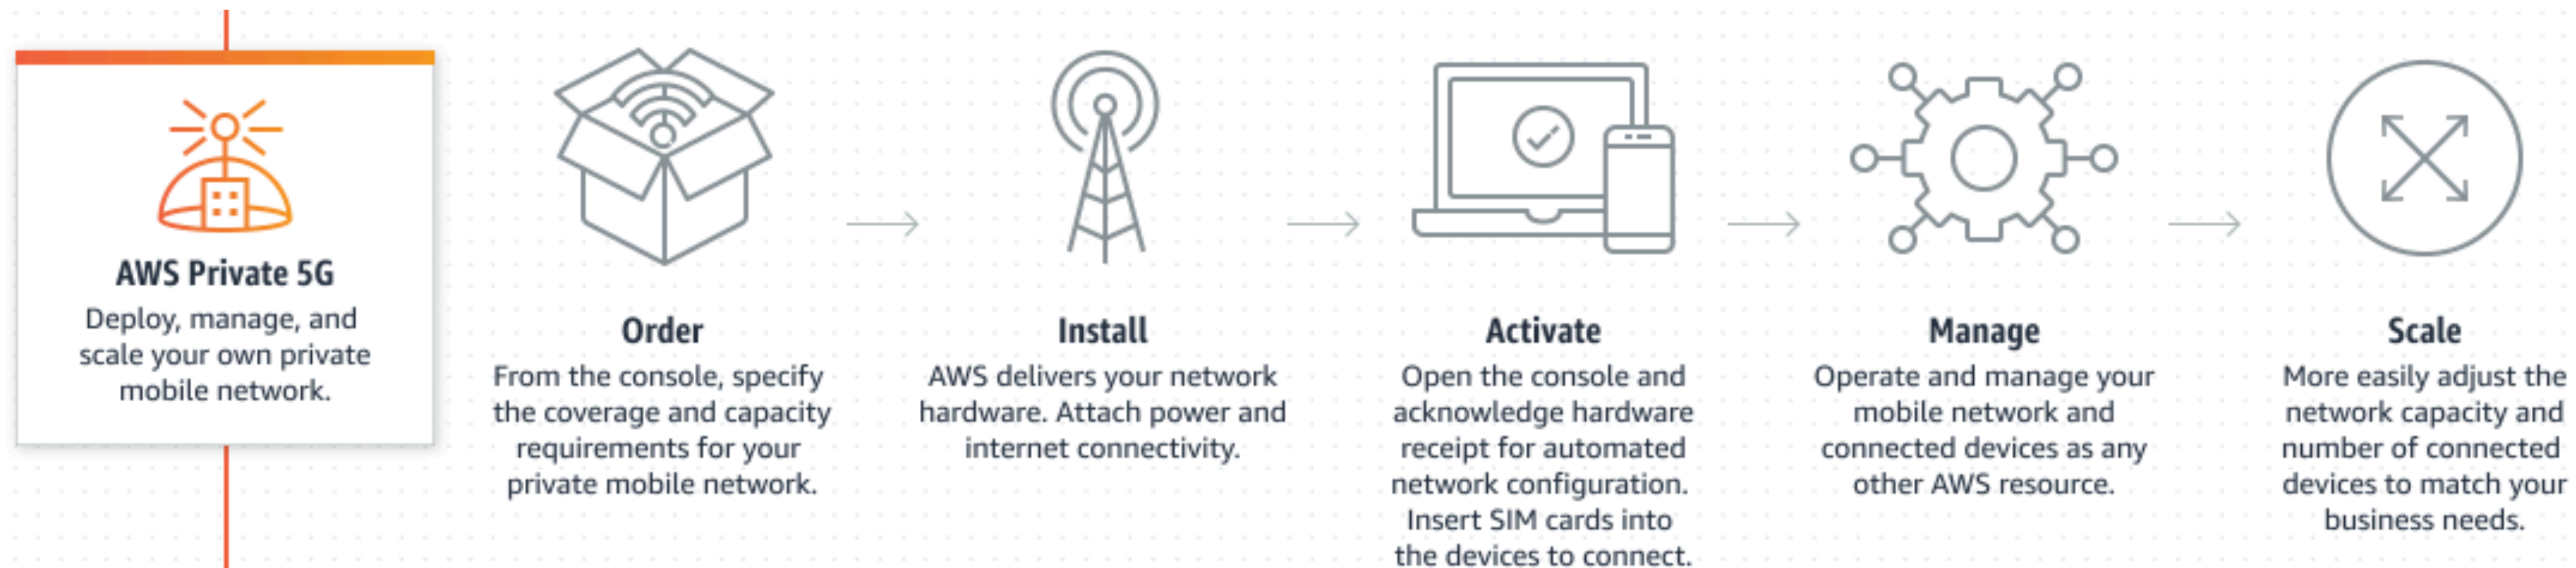 AWS Private 5G
Deploy, manage, and
scale your own private
mobile network.
Order
From the console, specify
the coverage and capacity
requirements for your
private mobile network.
Install
AWS delivers your network
hardware. Attach power and
internet connectivity.
Activate
Open the console and
acknowledge hardware
receipt for automated
network configuration.
Insert SIM cards into
the devices to connect.
Manage
Operate and manage your
mobile network and
connected devices as any
other AWS resource.
Scale
More easily adjust the
network capacity and
number of connected
devices to match your
business needs.